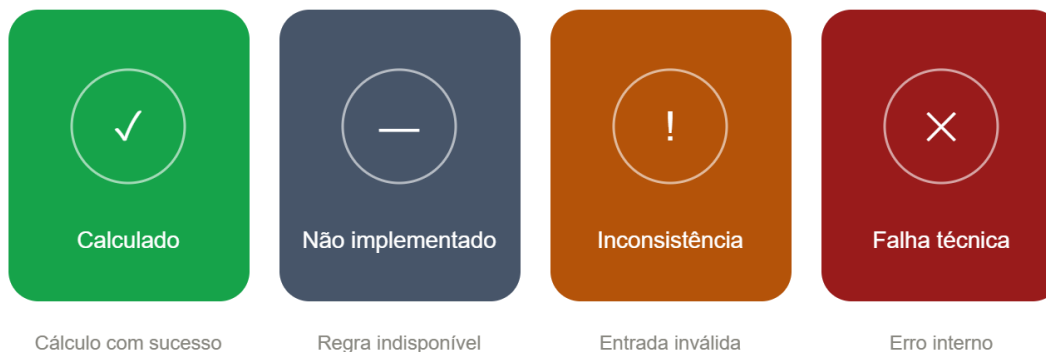 ✓
—
!
×
Calculado
Não implementado
Inconsistência
Falha técnica
Cálculo com sucesso
Regra indisponível
Entrada inválida
Erro interno